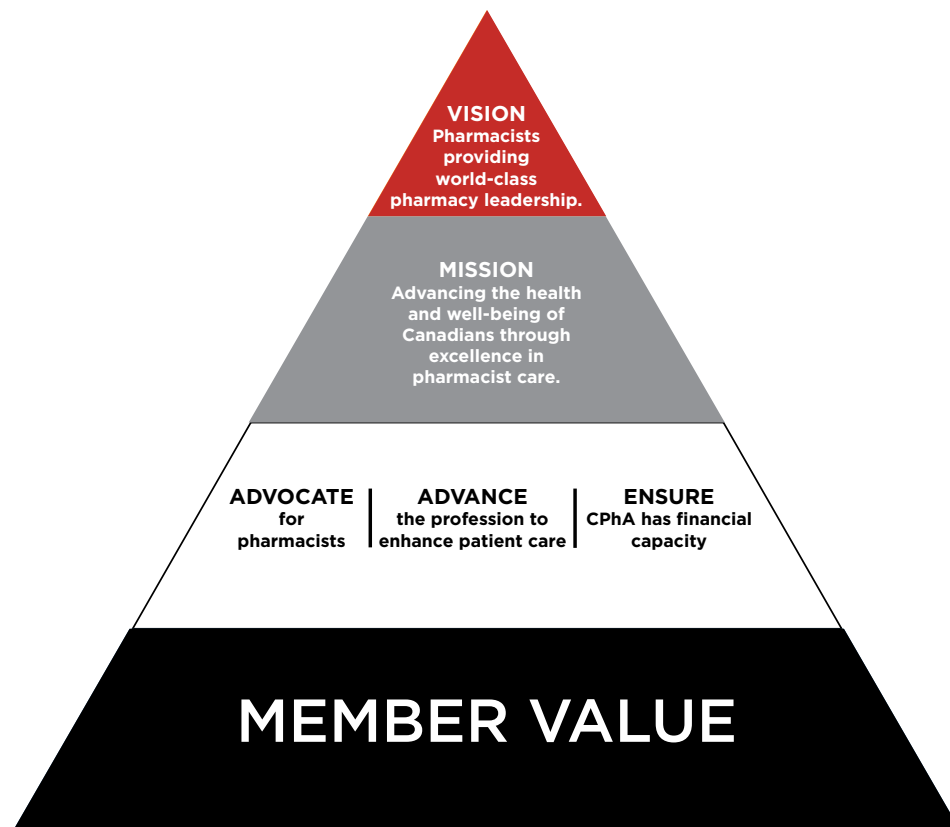 VISION
Pharmacists
providing
world-class
pharmacy leadership.
MISSION
Advancing the health
and well-being of
Canadians through
excellence in
pharmacist care.
ADVOCATE
for
pharmacists
ADVANCE
the profession to
enhance patient care
ENSURE
CPhA has financial
capacity
MEMBER VALUE